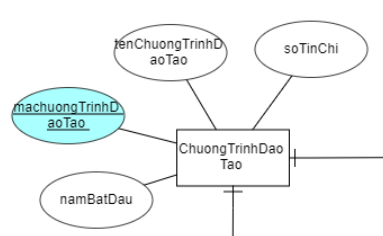 tenChuongTrinhD
aoTao
soTinChi
machuongTrinhD
aoTao
ChuongTrinhDao
Tao
namBatDau